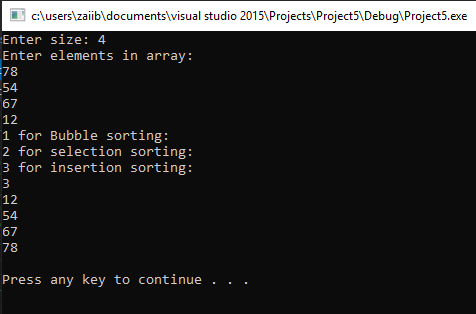 c:\users\zaiib\documents\visual studio 2015\Projects\Project5\Debug\Project5.exe
Enter size: 4
Enter elements in array:
78
54
67
12
1 for Bubble sorting:
2 for selection sorting:
3 for insertion sorting:
3
12
54
67
78
Press any key to continue . . .